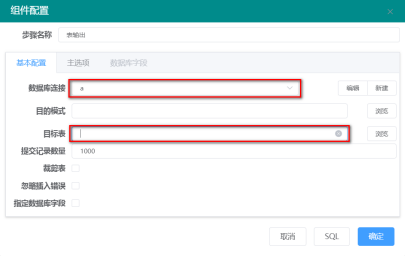 组件配置
步骤名称 表输出
基本配置 主选项 数据库字段
数据库连接 a 编辑 新建
目的模式 浏览
目标表 浏览
提交记录数量 1000
裁剪表
忽略插入错误
指定数据库字段
取消 SQL 确定